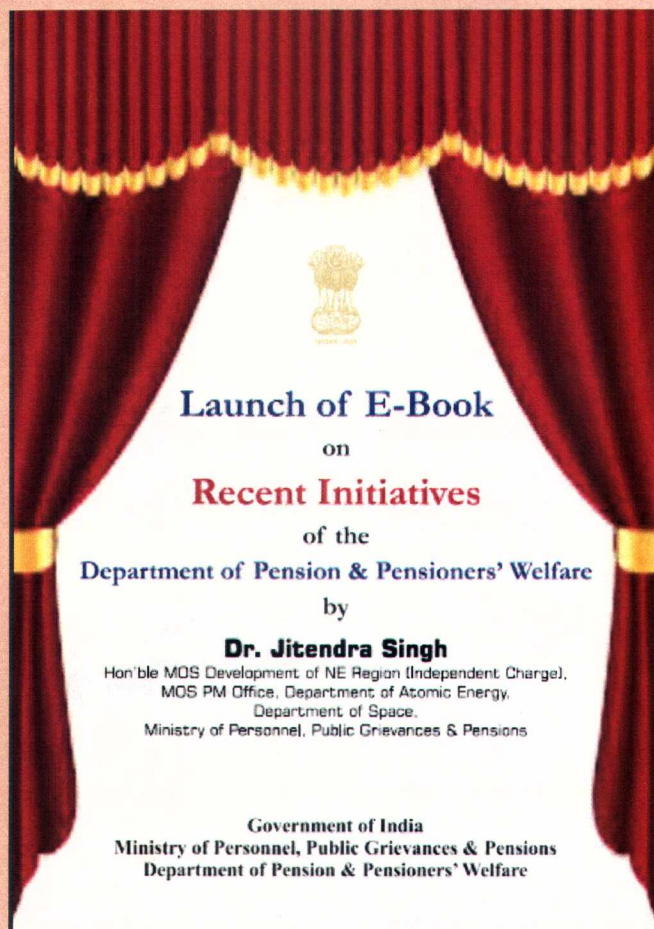 Launch of E-Book
on
Recent Initiatives
of the
Department of Pension & Pensioners' Welfare
by
Dr. Jitendra Singh
Hon'ble MOS Development of NE Region (Independent Charge),
MOS PM Office, Department of Atomic Energy,
Department of Space,
Ministry of Personnel, Public Grievances & Pensions
Government of India
Ministry of Personnel, Public Grievances & Pensions
Department of Pension & Pensioners' Welfare